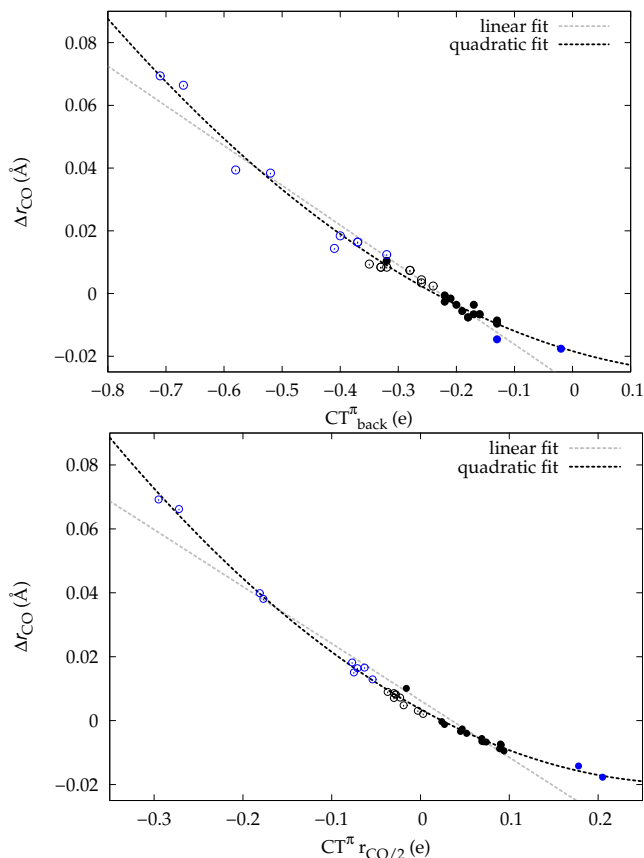 linear fit
quadratic fit
0.08
0.06
0.04
0.02
0
−0.02
Δr_CO (Å)
−0.8 −0.7 −0.6 −0.5 −0.4 −0.3 −0.2 −0.1 0 0.1
CT^π_back (e)
linear fit
quadratic fit
0.08
0.06
0.04
0.02
0
−0.02
Δr_CO (Å)
−0.3 −0.2 −0.1 0 0.1 0.2
CT^π r_CO/2 (e)